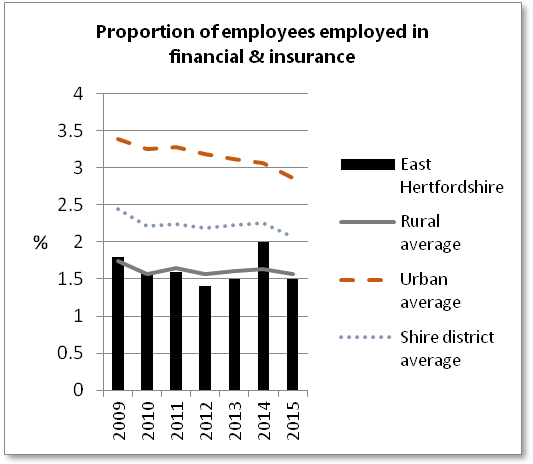 Proportion of employees employed in
financial & insurance
4
3.5
3
2.5
2
1.5
1
0.5
0
%
2009
2010
2011
2012
2013
2014
2015
East
Hertfordshire
Rural
average
Urban
average
Shire district
average